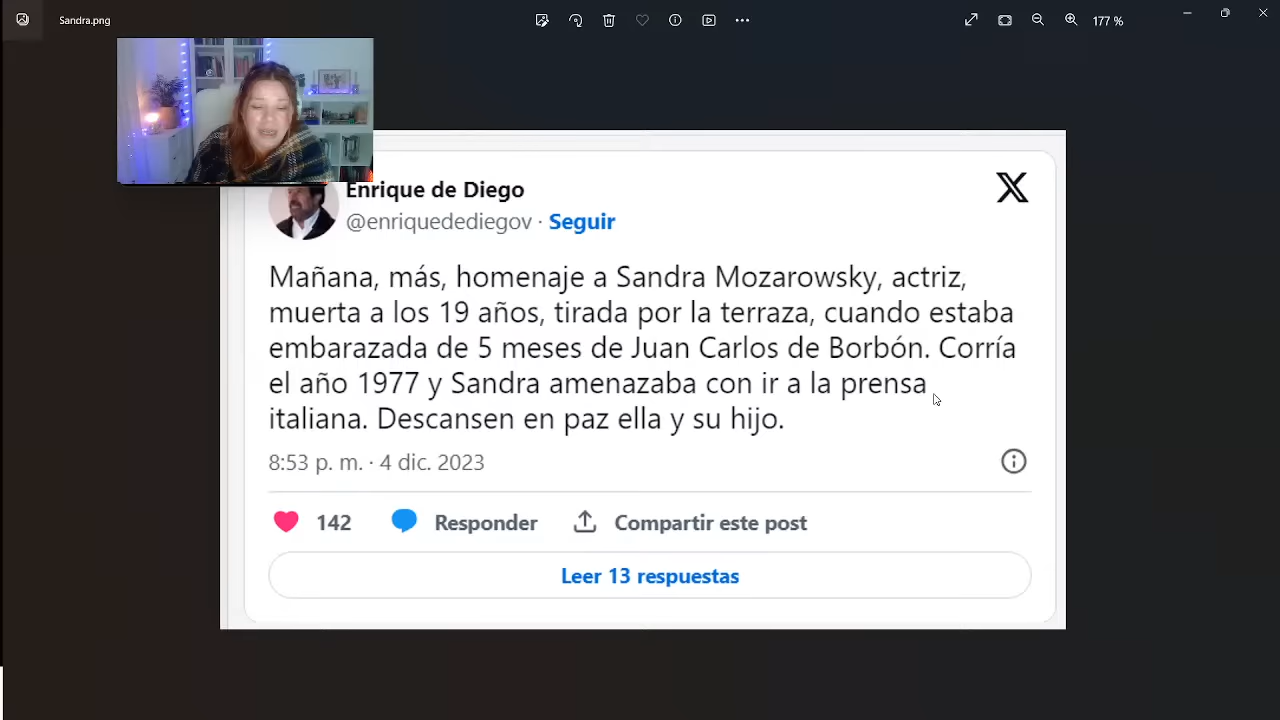 Sandra.png
177 %
Enrique de Diego
@enriquedediegov · Seguir
Mañana, más, homenaje a Sandra Mozarowsky, actriz,
muerta a los 19 años, tirada por la terraza, cuando estaba
embarazada de 5 meses de Juan Carlos de Borbón. Corría
el año 1977 y Sandra amenazaba con ir a la prensa
italiana. Descansen en paz ella y su hijo.
8:53 p. m. · 4 dic. 2023
142 Responder Compartir este post
Leer 13 respuestas